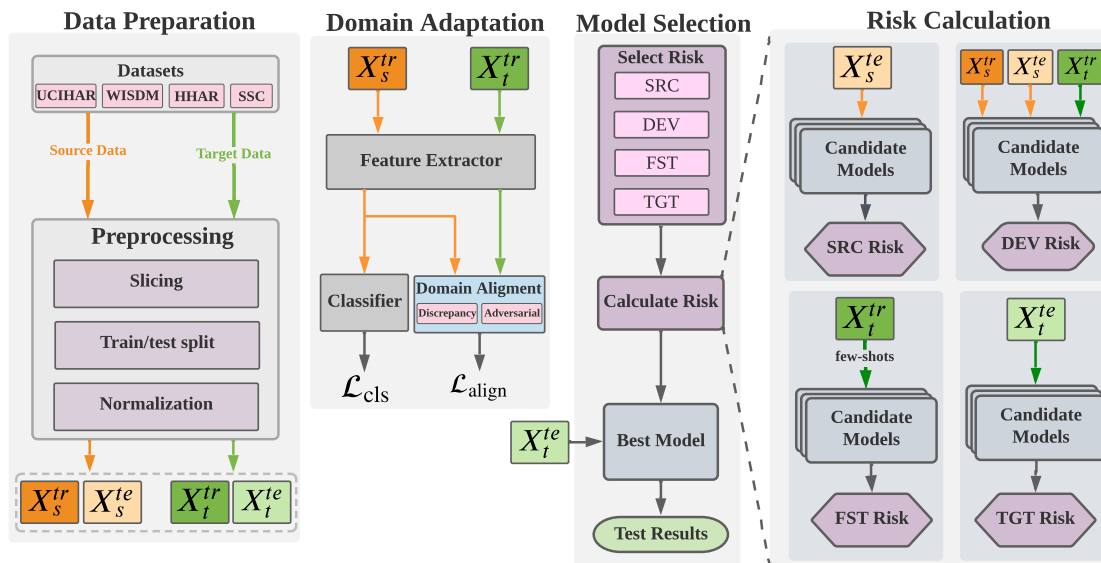 Data Preparation
Datasets
UCIHAR WISDM HHAR SSC
Source Data
Target Data
Preprocessing
Slicing
Train/test split
Normalization
X_s^{tr} X_s^{te} X_t^{tr} X_t^{te}
Domain Adaptation
X_s^{tr} X_t^{tr}
Feature Extractor
Classifier
Domain Aligment
Discrepancy Adversarial
ℒ_cls ℒ_align
Model Selection
Select Risk
SRC
DEV
FST
TGT
Calculate Risk
X_t^{te}
Best Model
Test Results
Risk Calculation
X_s^{te}
Candidate
Models
SRC Risk
X_s^{tr} X_s^{te} X_t^{tr}
Candidate
Models
DEV Risk
X_t^{tr}
few-shots
Candidate
Models
FST Risk
X_t^{te}
Candidate
Models
TGT Risk